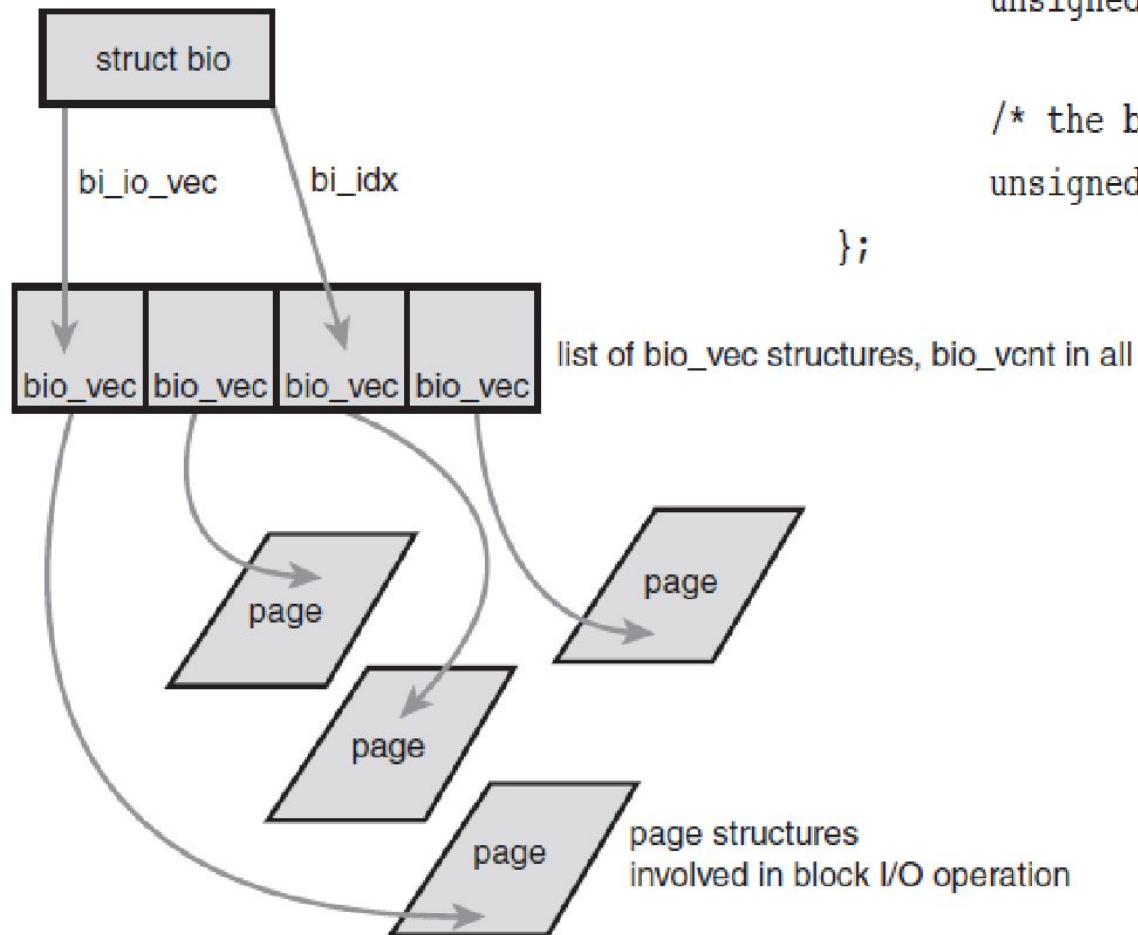 unsigned
struct bio
/* the b
bi_io_vec
bi_idx
unsigned
};
bio_vec bio_vec bio_vec bio_vec
list of bio_vec structures, bio_vcnt in all
page
page
page
page
page structures
involved in block I/O operation